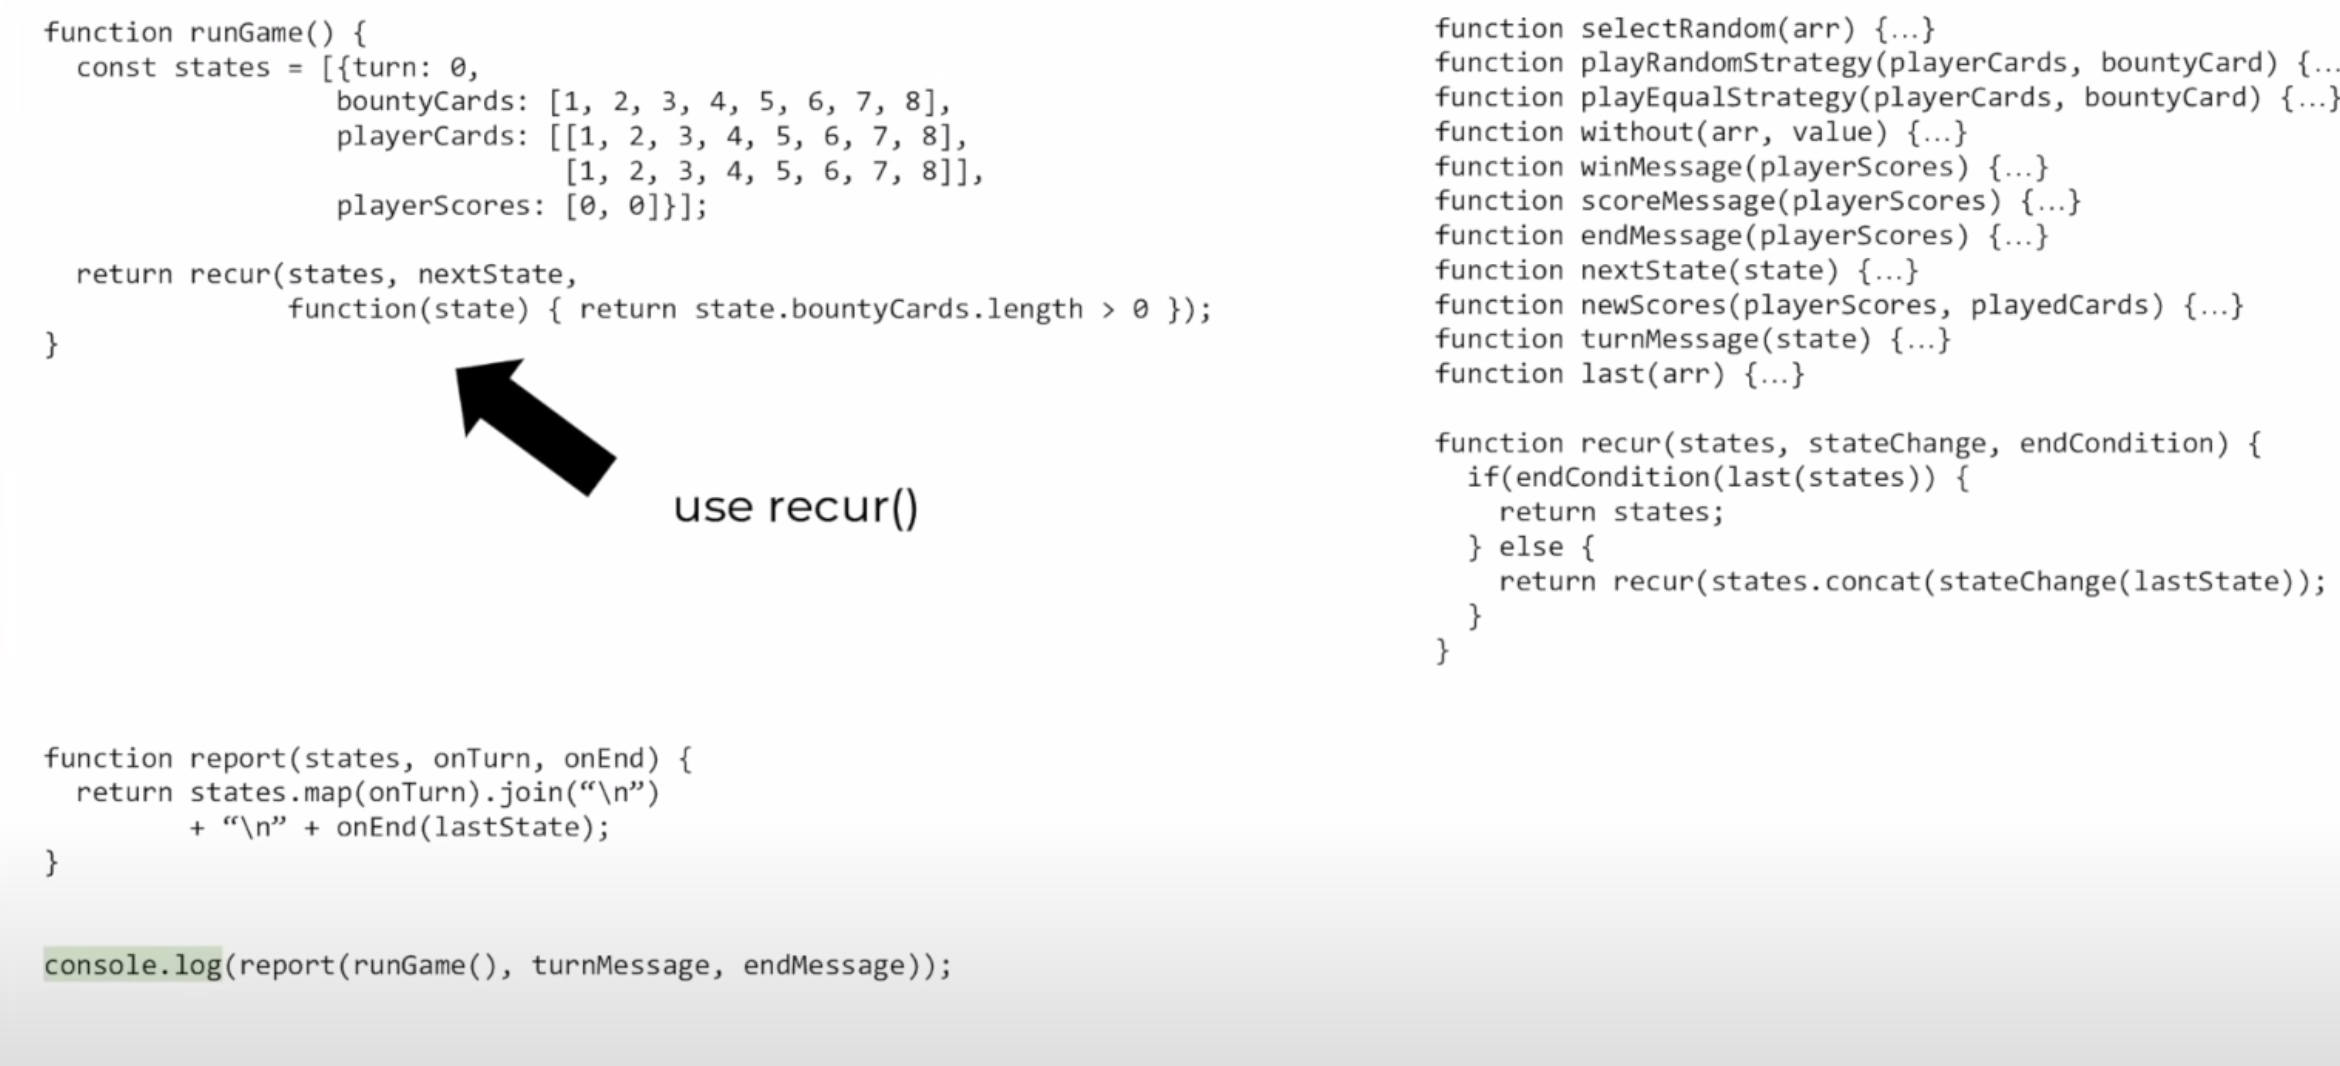 function runGame() {
  const states = [{turn: 0,
                  bountyCards: [1, 2, 3, 4, 5, 6, 7, 8],
                  playerCards: [[1, 2, 3, 4, 5, 6, 7, 8],
                                [1, 2, 3, 4, 5, 6, 7, 8]],
                  playerScores: [0, 0]}];
  return recur(states, nextState,
               function(state) { return state.bountyCards.length > 0 });
}
use recur()
function report(states, onTurn, onEnd) {
  return states.map(onTurn).join(“\n”)
         + “\n” + onEnd(lastState);
}
console.log(report(runGame(), turnMessage, endMessage));
function selectRandom(arr) {…}
function playRandomStrategy(playerCards, bountyCard) {…
function playEqualStrategy(playerCards, bountyCard) {…}
function without(arr, value) {…}
function winMessage(playerScores) {…}
function scoreMessage(playerScores) {…}
function endMessage(playerScores) {…}
function nextState(state) {…}
function newScores(playerScores, playedCards) {…}
function turnMessage(state) {…}
function last(arr) {…}
function recur(states, stateChange, endCondition) {
  if(endCondition(last(states)) {
    return states;
  } else {
    return recur(states.concat(stateChange(lastState));
  }
}